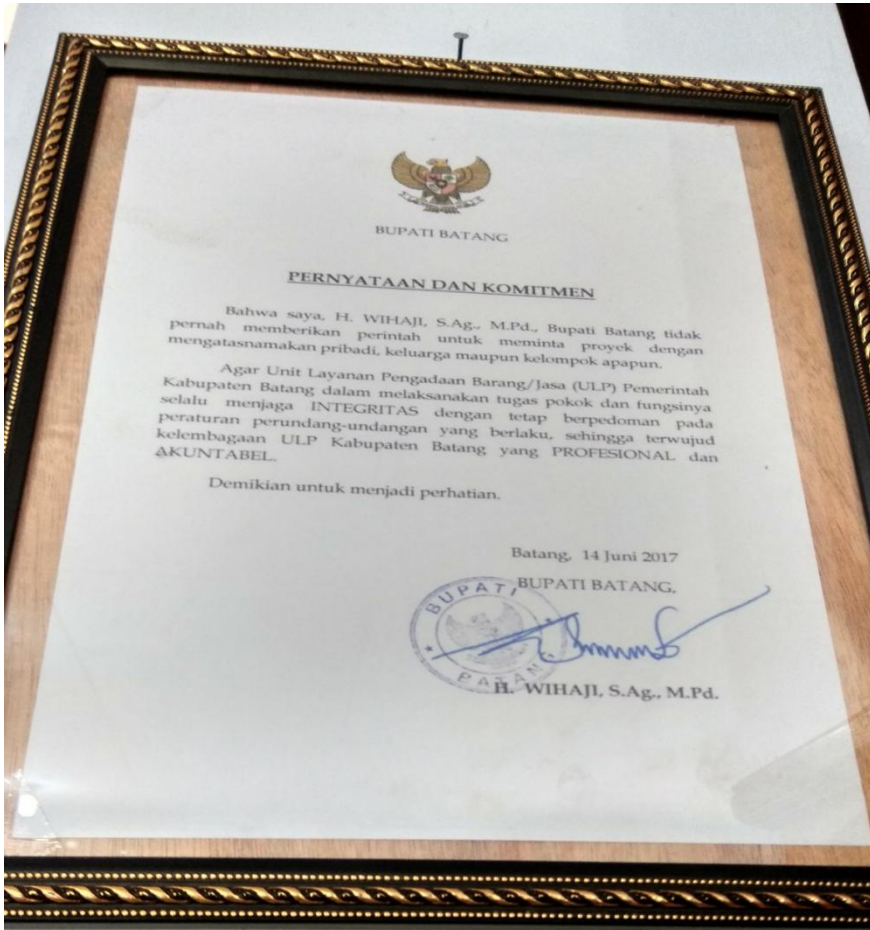 BUPATI BATANG
PERNYATAAN DAN KOMITMEN
Bahwa saya, H. WIHAJI, S.Ag., M.Pd., Bupati Batang tidak
pernah memberikan perintah untuk meminta proyek dengan
mengatasnamakan pribadi, keluarga maupun kelompok apapun.
Agar Unit Layanan Pengadaan Barang/Jasa (ULP) Pemerintah
Kabupaten Batang dalam melaksanakan tugas pokok dan fungsinya
selalu menjaga INTEGRITAS dengan tetap berpedoman pada
peraturan perundang-undangan yang berlaku, sehingga terwujud
kelembagaan ULP Kabupaten Batang yang PROFESIONAL dan
AKUNTABEL.
Demikian untuk menjadi perhatian.
Batang, 14 Juni 2017
BUPATI BATANG,
BUPATI
H. WIHAJI, S.Ag., M.Pd.